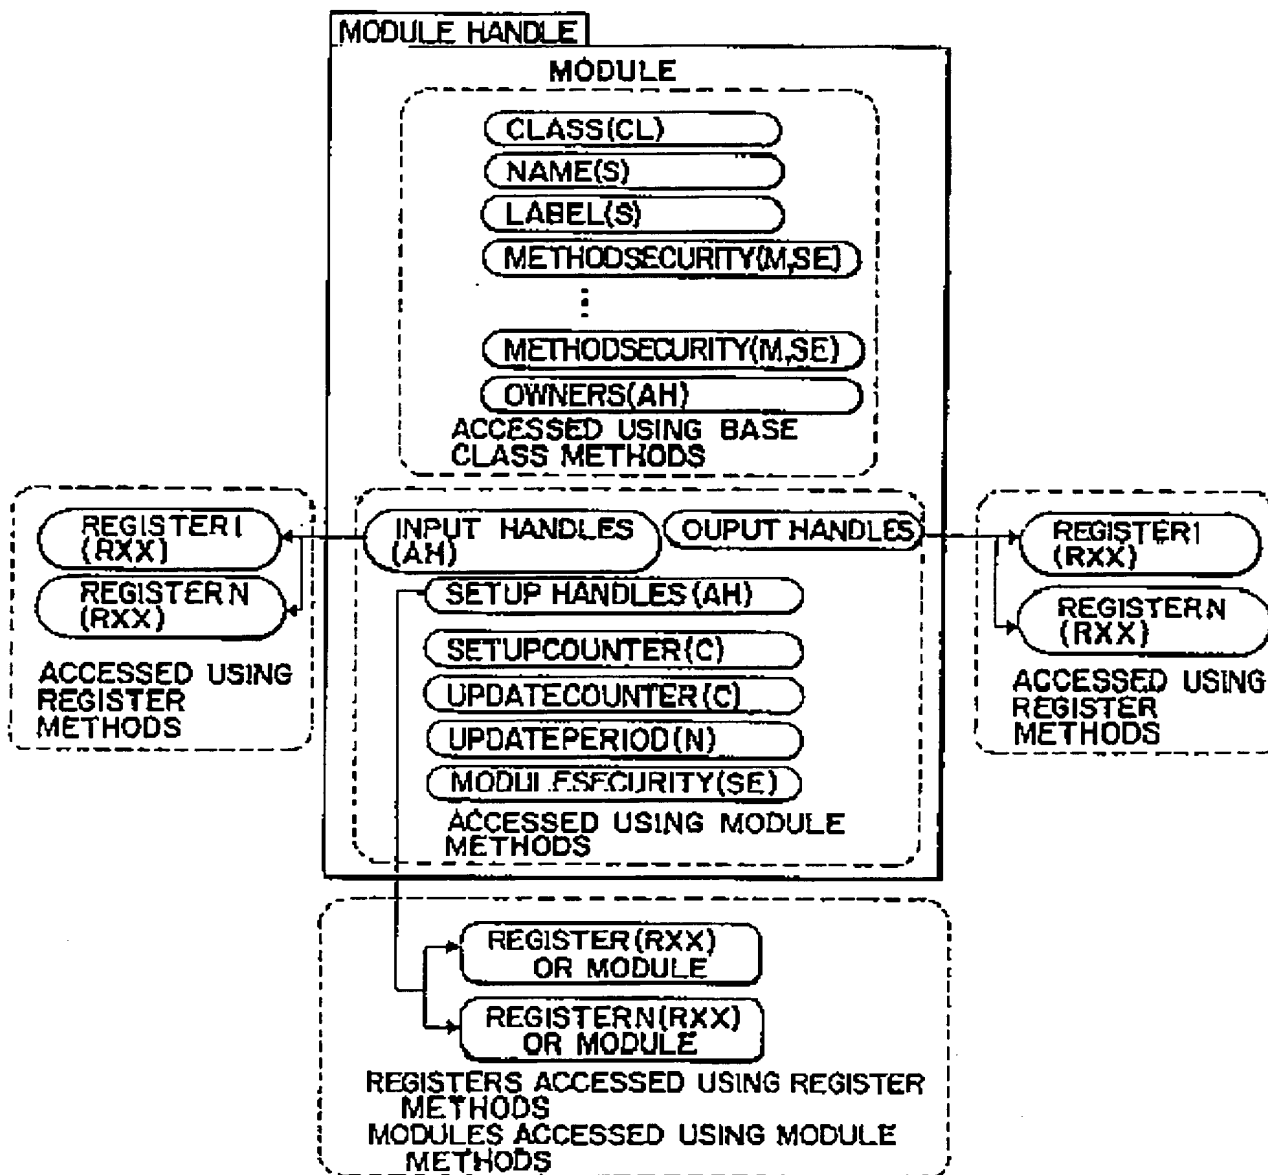 MODULE HANDLE
MODULE
CLASS(CL)
NAME(S)
LABEL(S)
METHODSECURITY(M,SE)
METHODSECURITY(M,SE)
OWNERS(AH)
ACCESSED USING BASE
CLASS METHODS
REGISTER1
(RXX)
REGISTERN
(RXX)
ACCESSED USING
REGISTER
METHODS
INPUT HANDLES
(AH)
OUPUT HANDLES
SETUP HANDLES(AH)
SETUPCOUNTER(C)
UPDATECOUNTER(C)
UPDATEPERIOD(N)
MODULESECURITY(SE)
ACCESSED USING MODULE
METHODS
REGISTER1
(RXX)
REGISTERN
(RXX)
ACCESSED USING
REGISTER
METHODS
REGISTER(RXX)
OR MODULE
REGISTERN(RXX)
OR MODULE
REGISTERS ACCESSED USING REGISTER
METHODS
MODULES ACCESSED USING MODULE
METHODS